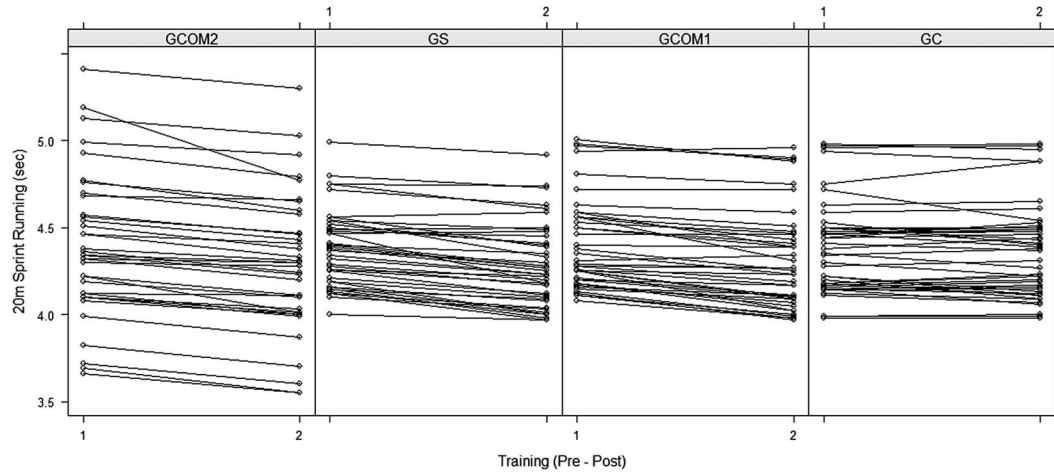 1 2 1 2
GCOM2 GS GCOM1 GC
20m Sprint Running (sec)
5.0
4.5
4.0
3.5
1 2 1 2
Training (Pre - Post)